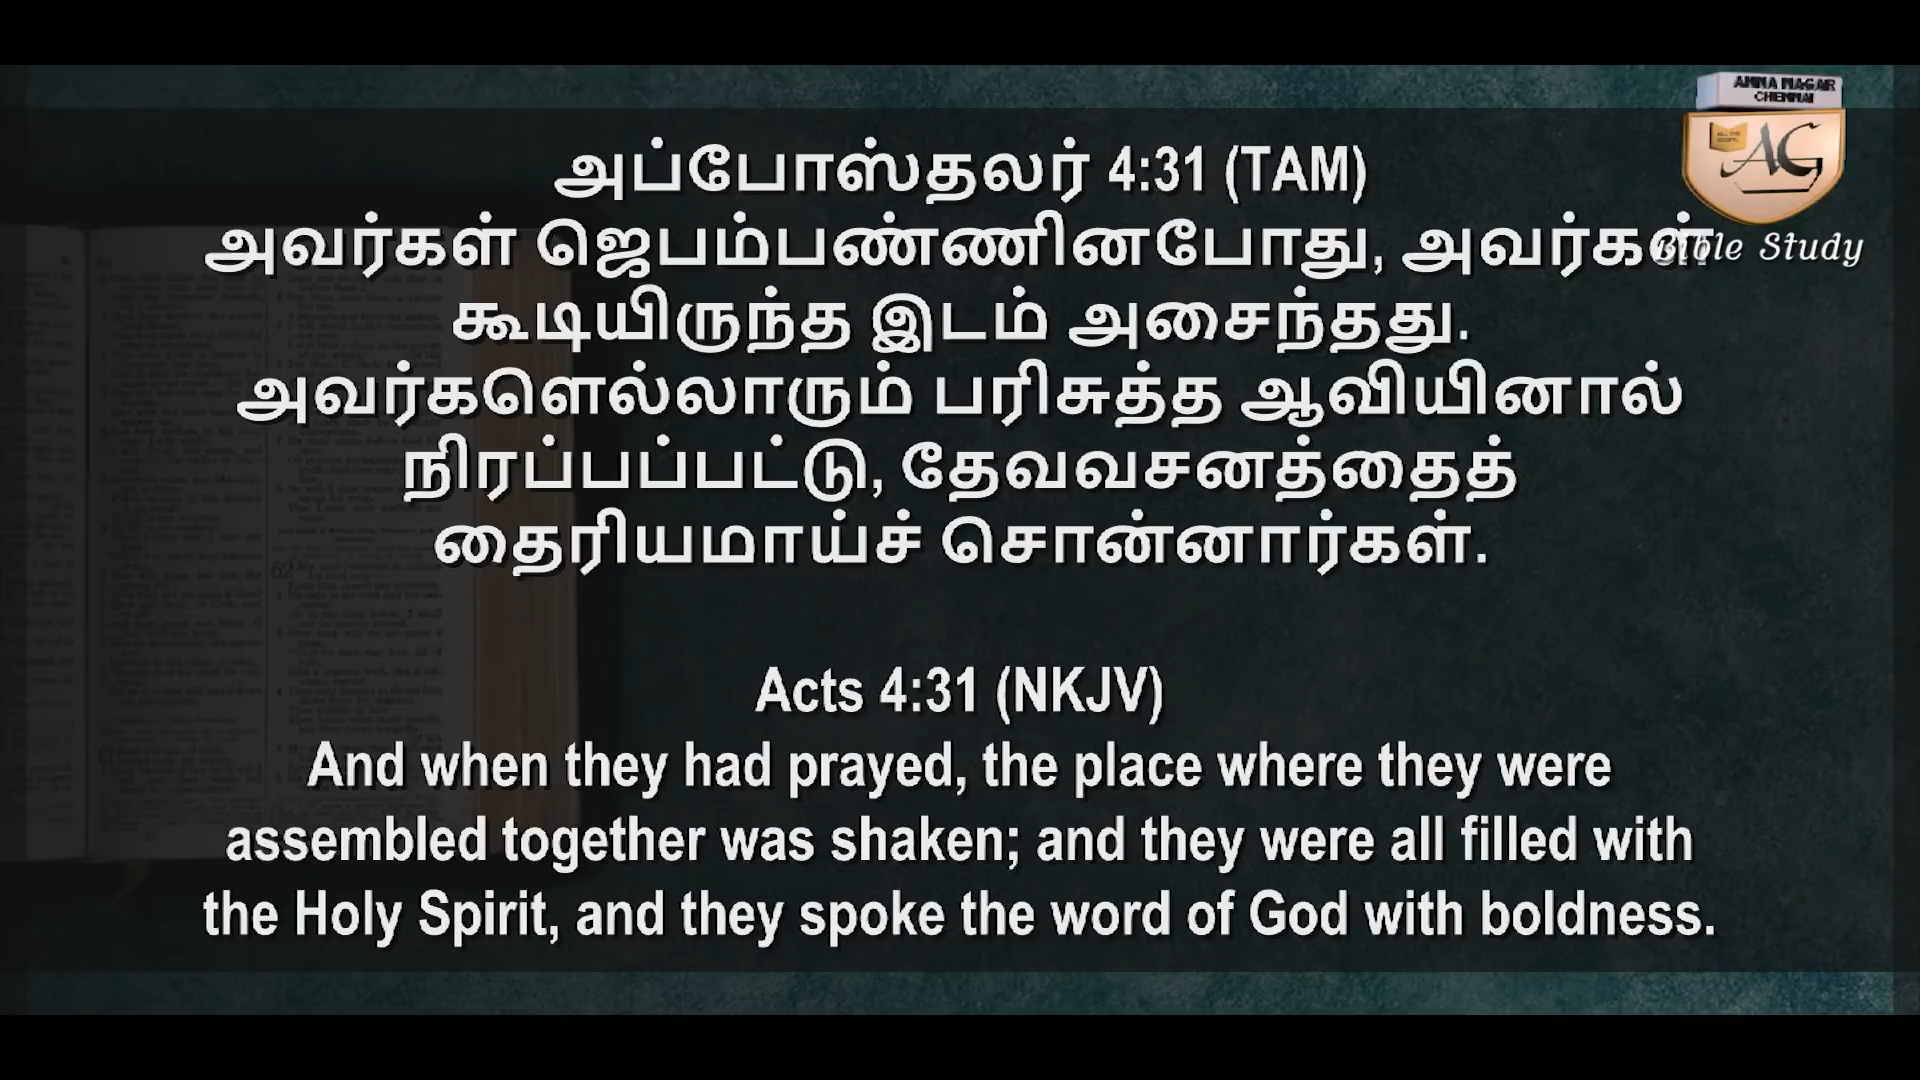 ANNA NAGAR
CHENNAI
AG
Bible Study
அப்போஸ்தலர் 4:31 (TAM)
அவர்கள் ஜெபம்பண்ணினபோது, அவர்கள்
கூடியிருந்த இடம் அசைந்தது.
அவர்களெல்லாரும் பரிசுத்த ஆவியினால்
நிரப்பப்பட்டு, தேவவசனத்தைத்
தைரியமாய்ச் சொன்னார்கள்.
Acts 4:31 (NKJV)
And when they had prayed, the place where they were
assembled together was shaken; and they were all filled with
the Holy Spirit, and they spoke the word of God with boldness.